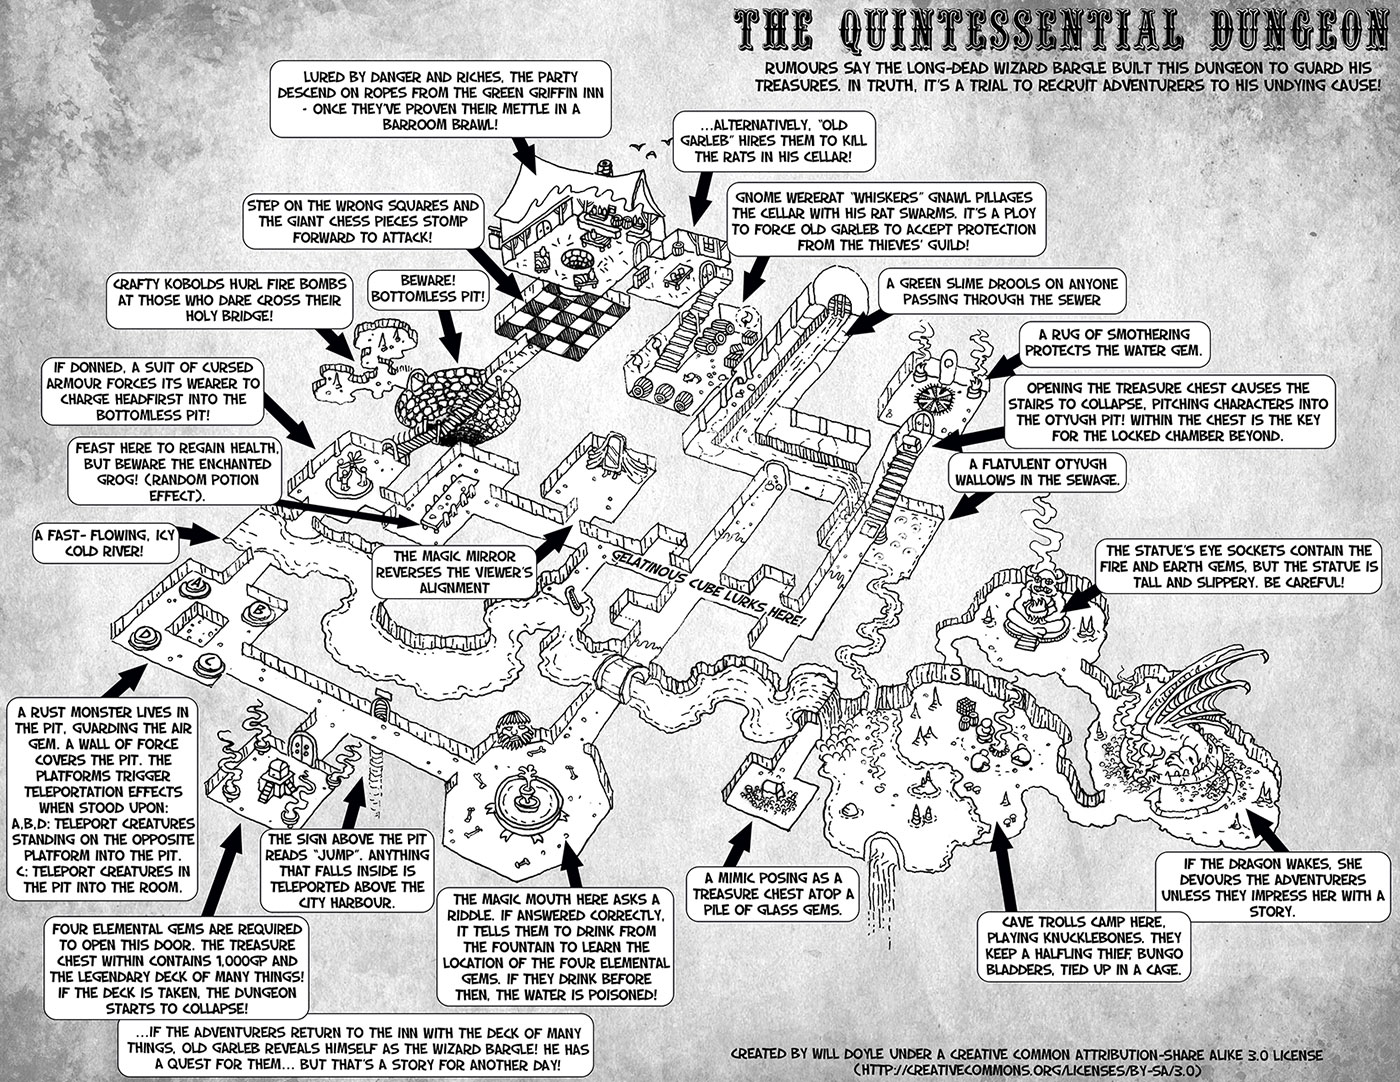 THE QUINTESSENTIAL DUNGEON
RUMOURS SAY THE LONG-DEAD WIZARD BARGLE BUILT THIS DUNGEON TO GUARD HIS
TREASURES. IN TRUTH, IT'S A TRIAL TO RECRUIT ADVENTURERS TO HIS UNDYING CAUSE!
LURED BY DANGER AND RICHES, THE PARTY
DESCEND ON ROPES FROM THE GREEN GRIFFIN INN
- ONCE THEY'VE PROVEN THEIR METTLE IN A
BARROOM BRAWL!
...ALTERNATIVELY, "OLD
GARLEB" HIRES THEM TO KILL
THE RATS IN HIS CELLAR!
STEP ON THE WRONG SQUARES AND
THE GIANT CHESS PIECES STOMP
FORWARD TO ATTACK!
GNOME WERERAT "WHISKERS" GNAWL PILLAGES
THE CELLAR WITH HIS RAT SWARMS. IT'S A PLOY
TO FORCE OLD GARLEB TO ACCEPT PROTECTION
FROM THE THIEVES' GUILD!
CRAFTY KOBOLDS HURL FIRE BOMBS
AT THOSE WHO DARE CROSS THEIR
HOLY BRIDGE!
BEWARE!
BOTTOMLESS PIT!
A GREEN SLIME DROOLS ON ANYONE
PASSING THROUGH THE SEWER
A RUG OF SMOTHERING
PROTECTS THE WATER GEM.
IF DONNED, A SUIT OF CURSED
ARMOUR FORCES ITS WEARER TO
CHARGE HEADFIRST INTO THE
BOTTOMLESS PIT!
OPENING THE TREASURE CHEST CAUSES THE
STAIRS TO COLLAPSE, PITCHING CHARACTERS INTO
THE OTYUGH PIT! WITHIN THE CHEST IS THE KEY
FOR THE LOCKED CHAMBER BEYOND.
FEAST HERE TO REGAIN HEALTH,
BUT BEWARE THE ENCHANTED
GROG! (RANDOM POTION
EFFECT).
A FLATULENT OTYUGH
WALLOWS IN THE SEWAGE.
A FAST- FLOWING, ICY
COLD RIVER!
THE MAGIC MIRROR
REVERSES THE VIEWER'S
ALIGNMENT
GELATINOUS CUBE LURKS HERE!
THE STATUE'S EYE SOCKETS CONTAIN THE
FIRE AND EARTH GEMS, BUT THE STATUE IS
TALL AND SLIPPERY. BE CAREFUL!
A
B
D
C
S
A RUST MONSTER LIVES IN
THE PIT, GUARDING THE AIR
GEM. A WALL OF FORCE
COVERS THE PIT. THE
PLATFORMS TRIGGER
TELEPORTATION EFFECTS
WHEN STOOD UPON:
A,B,D: TELEPORT CREATURES
STANDING ON THE OPPOSITE
PLATFORM INTO THE PIT.
C: TELEPORT CREATURES IN
THE PIT INTO THE ROOM.
THE SIGN ABOVE THE PIT
READS "JUMP". ANYTHING
THAT FALLS INSIDE IS
TELEPORTED ABOVE THE
CITY HARBOUR.
THE MAGIC MOUTH HERE ASKS A
RIDDLE. IF ANSWERED CORRECTLY,
IT TELLS THEM TO DRINK FROM
THE FOUNTAIN TO LEARN THE
LOCATION OF THE FOUR ELEMENTAL
GEMS. IF THEY DRINK BEFORE
THEN, THE WATER IS POISONED!
A MIMIC POSING AS A
TREASURE CHEST ATOP A
PILE OF GLASS GEMS.
IF THE DRAGON WAKES, SHE
DEVOURS THE ADVENTURERS
UNLESS THEY IMPRESS HER WITH A
STORY.
CAVE TROLLS CAMP HERE,
PLAYING KNUCKLEBONES. THEY
KEEP A HALFLING THIEF, BUNGO
BLADDERS, TIED UP IN A CAGE.
FOUR ELEMENTAL GEMS ARE REQUIRED
TO OPEN THIS DOOR. THE TREASURE
CHEST WITHIN CONTAINS 1,000GP AND
THE LEGENDARY DECK OF MANY THINGS!
IF THE DECK IS TAKEN, THE DUNGEON
STARTS TO COLLAPSE!
...IF THE ADVENTURERS RETURN TO THE INN WITH THE DECK OF MANY
THINGS, OLD GARLEB REVEALS HIMSELF AS THE WIZARD BARGLE! HE HAS
A QUEST FOR THEM... BUT THAT'S A STORY FOR ANOTHER DAY!
CREATED BY WILL DOYLE UNDER A CREATIVE COMMON ATTRIBUTION-SHARE ALIKE 3.0 LICENSE
(HTTP://CREATIVECOMMONS.ORG/LICENSES/BY-SA/3.0)